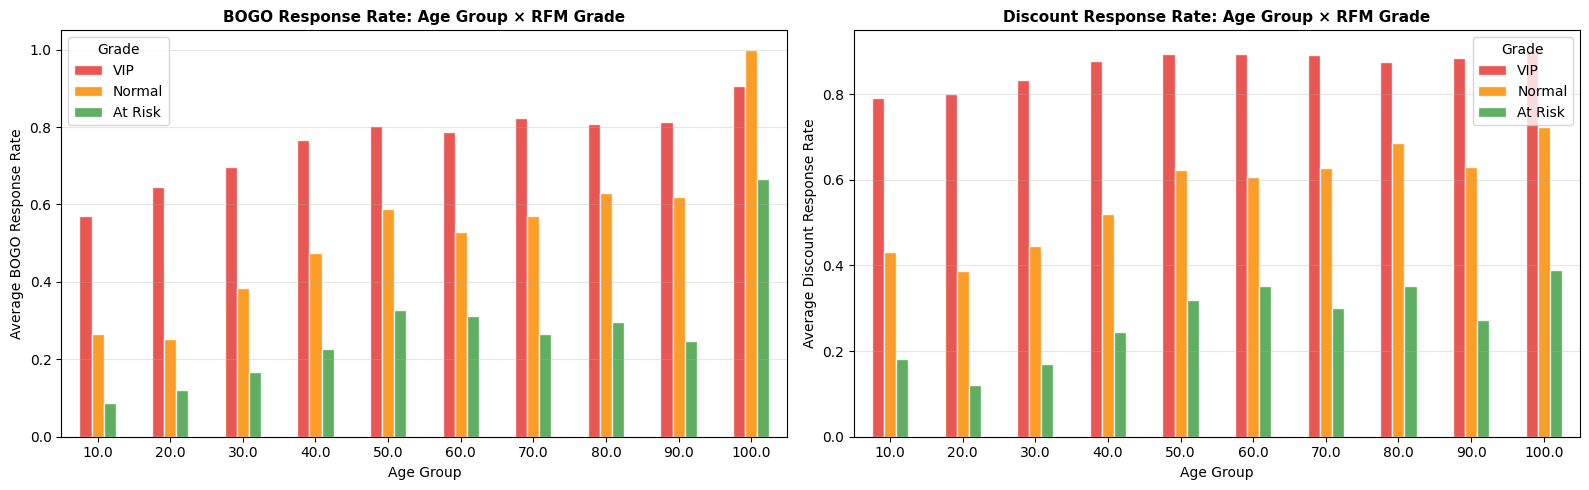 BOGO Response Rate: Age Group × RFM Grade
Average BOGO Response Rate
1.0
0.8
0.6
0.4
0.2
0.0
Grade
VIP
Normal
At Risk
10.0 20.0 30.0 40.0 50.0 60.0 70.0 80.0 90.0 100.0
Age Group
Discount Response Rate: Age Group × RFM Grade
Average Discount Response Rate
0.8
0.6
0.4
0.2
0.0
Grade
VIP
Normal
At Risk
10.0 20.0 30.0 40.0 50.0 60.0 70.0 80.0 90.0 100.0
Age Group